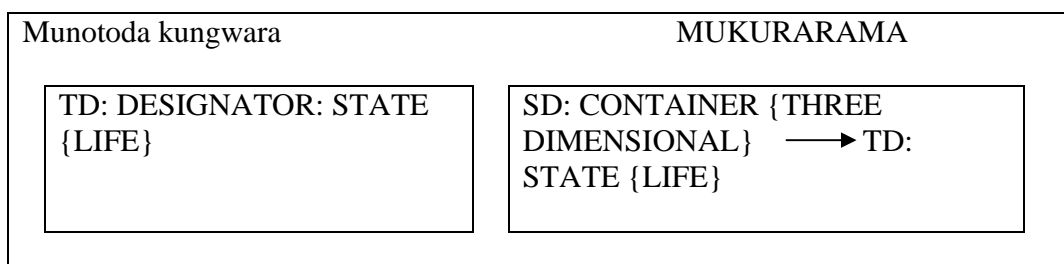 Munotoda kungwara MUKURARAMA
TD: DESIGNATOR: STATE
{LIFE}
SD: CONTAINER {THREE
DIMENSIONAL} → TD:
STATE {LIFE}